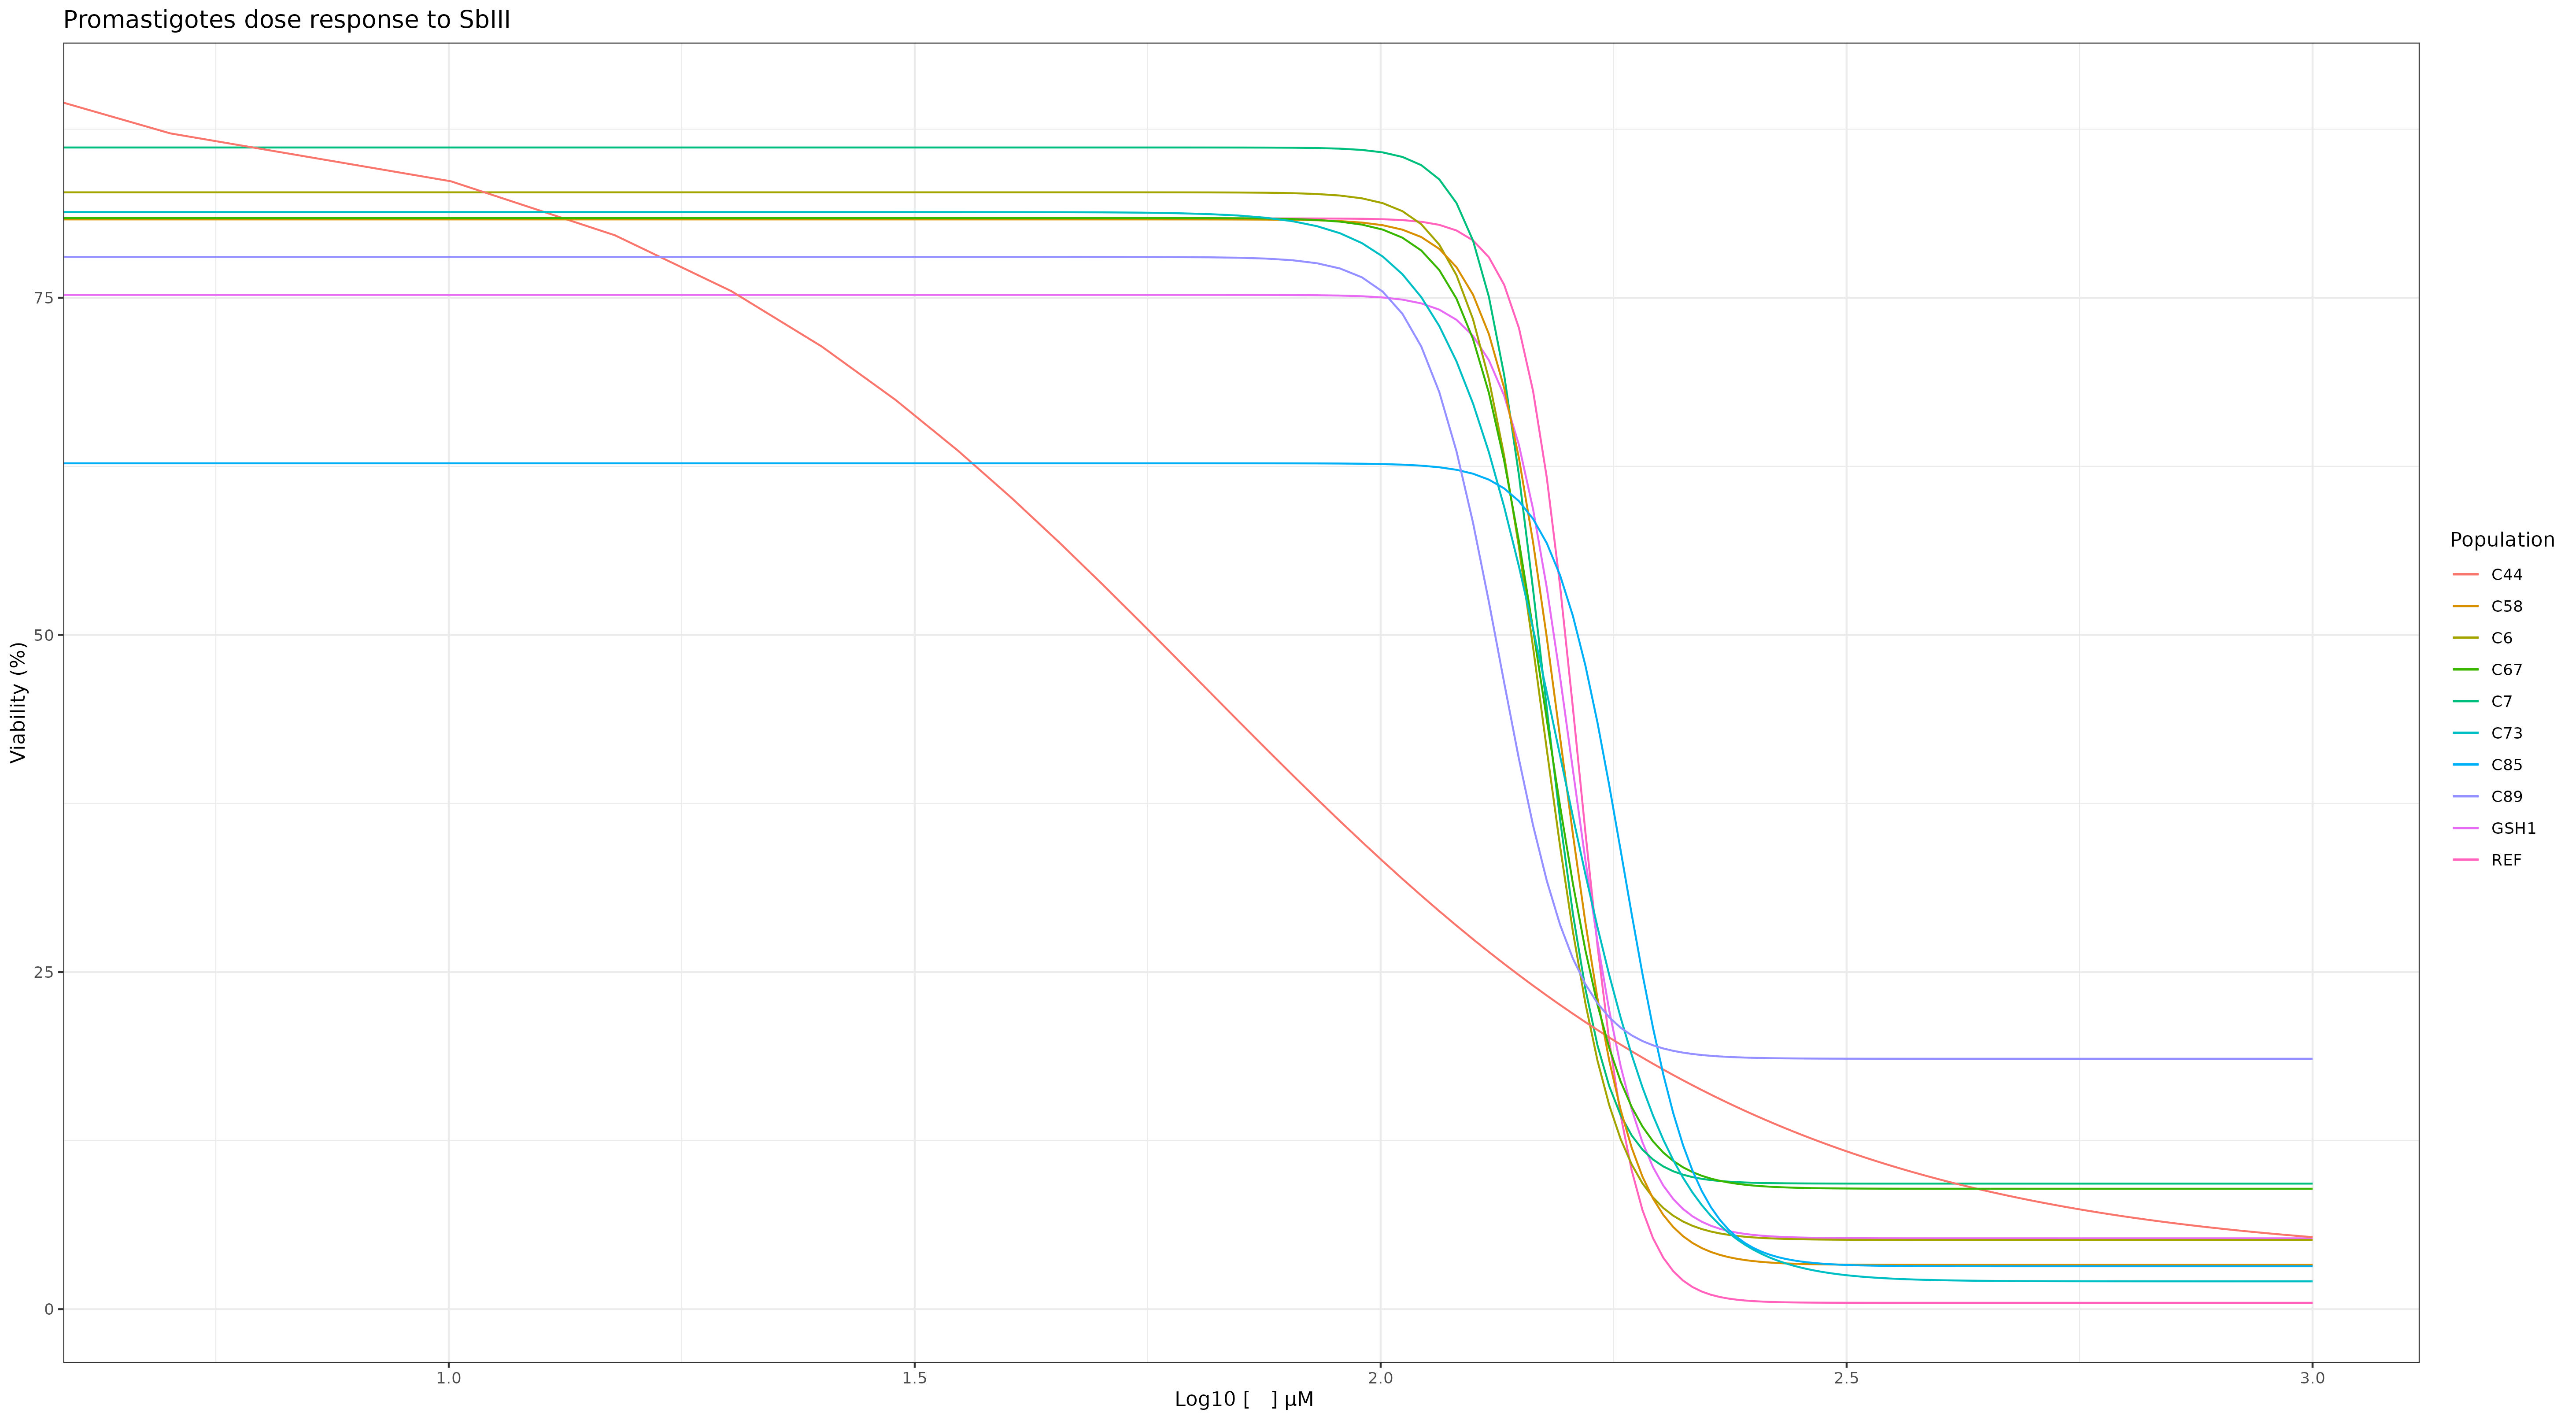 Promastigotes dose response to SbIII
Viability (%)
75
50
25
0
1.0 1.5 2.0 2.5 3.0
Log10 [ ] µM
Population
C44
C58
C6
C67
C7
C73
C85
C89
GSH1
REF